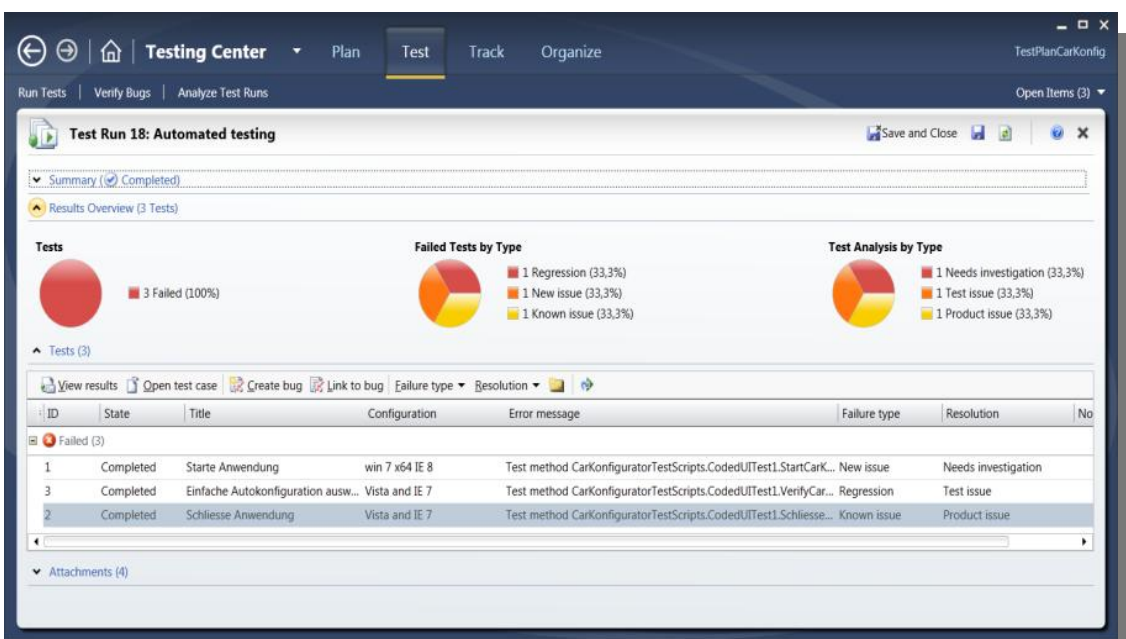 Testing Center Plan Test Track Organize TestPlanCarKonfig
Run Tests Verify Bugs Analyze Test Runs Open Items (3)
Test Run 18: Automated testing Save and Close
Summary (Completed)
Results Overview (3 Tests)
Tests Failed Tests by Type Test Analysis by Type
3 Failed (100%)
1 Regression (33,3%)
1 New issue (33,3%)
1 Known issue (33,3%)
1 Needs investigation (33,3%)
1 Test issue (33,3%)
1 Product issue (33,3%)
Tests (3)
View results Open test case Create bug Link to bug Failure type Resolution
ID State Title Configuration Error message Failure type Resolution No
Failed (3)
1 Completed Starte Anwendung win 7 x64 IE 8 Test method CarKonfiguratorTestScripts.CodedUITest1.StartCarK... New issue Needs investigation
3 Completed Einfache Autokonfiguration ausw... Vista and IE 7 Test method CarKonfiguratorTestScripts.CodedUITest1.VerifyCar... Regression Test issue
2 Completed Schliesse Anwendung Vista and IE 7 Test method CarKonfiguratorTestScripts.CodedUITest1.Schliesse... Known issue Product issue
Attachments (4)